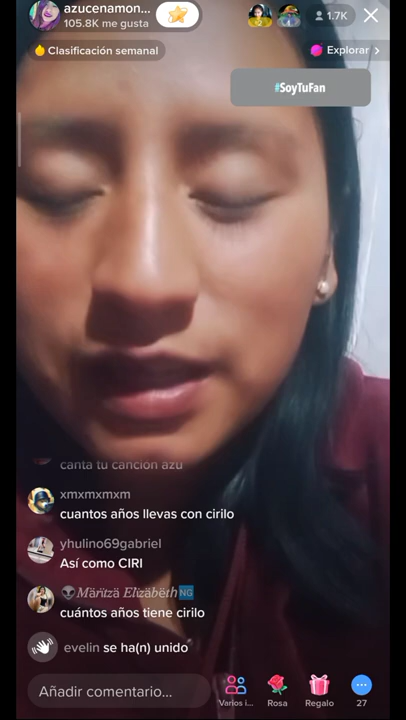 azucenamon...
105.8K me gusta
1.7K
Clasificación semanal
Explorar >
#SoyTuFan
canta tu canción azu
xmxmxmxm
cuantos años llevas con cirilo
yhulino69gabriel
Así como CIRI
👽Märïtzä Elïzäbëth🆖
cuántos años tiene cirilo
evelin se ha(n) unido
Añadir comentario...
Varios i...
Rosa
Regalo
27